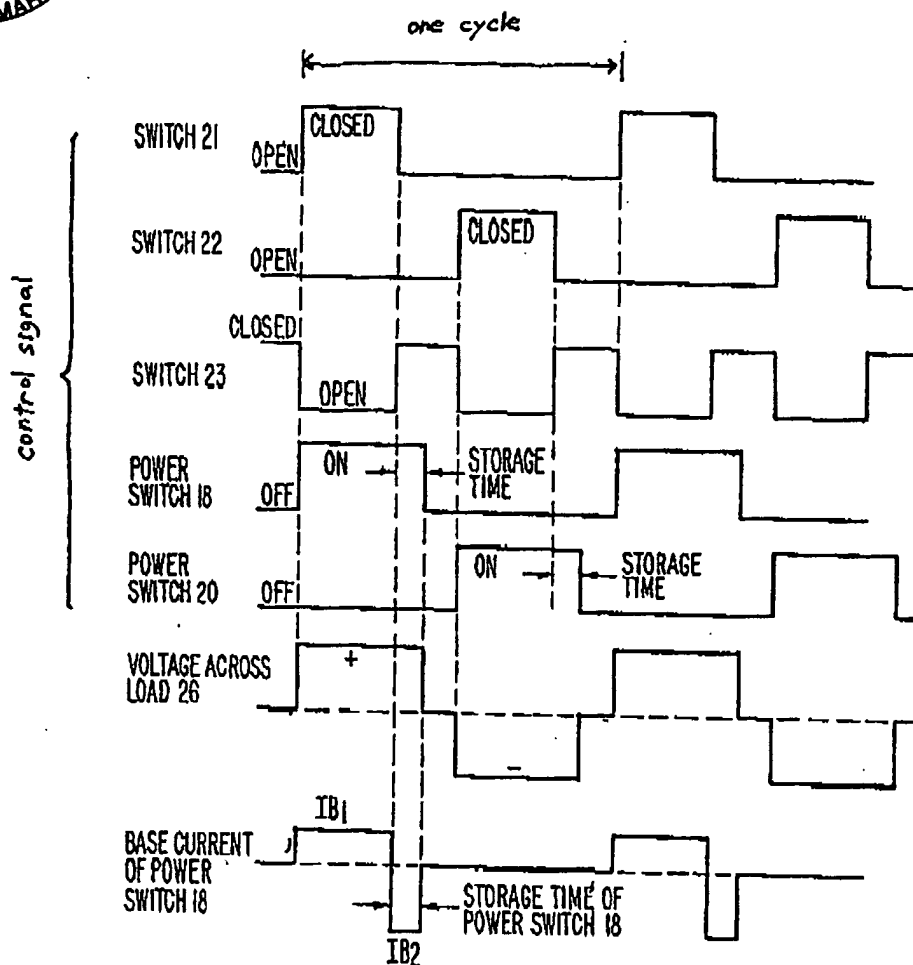 one cycle
SWITCH 21
OPEN
CLOSED
SWITCH 22
OPEN
CLOSED
CLOSED
SWITCH 23
OPEN
control signal
POWER
SWITCH 18
OFF
ON
STORAGE
TIME
POWER
SWITCH 20
OFF
ON
STORAGE
TIME
VOLTAGE ACROSS
LOAD 26
+
-
IB1
BASE CURRENT
OF POWER
SWITCH 18
STORAGE TIME OF
POWER SWITCH 18
IB2